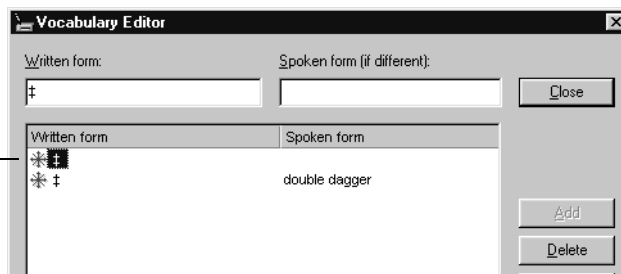 Vocabulary Editor
Written form: Spoken form (if different):
‡
Close
Written form Spoken form
‡
‡ double dagger
Add
Delete